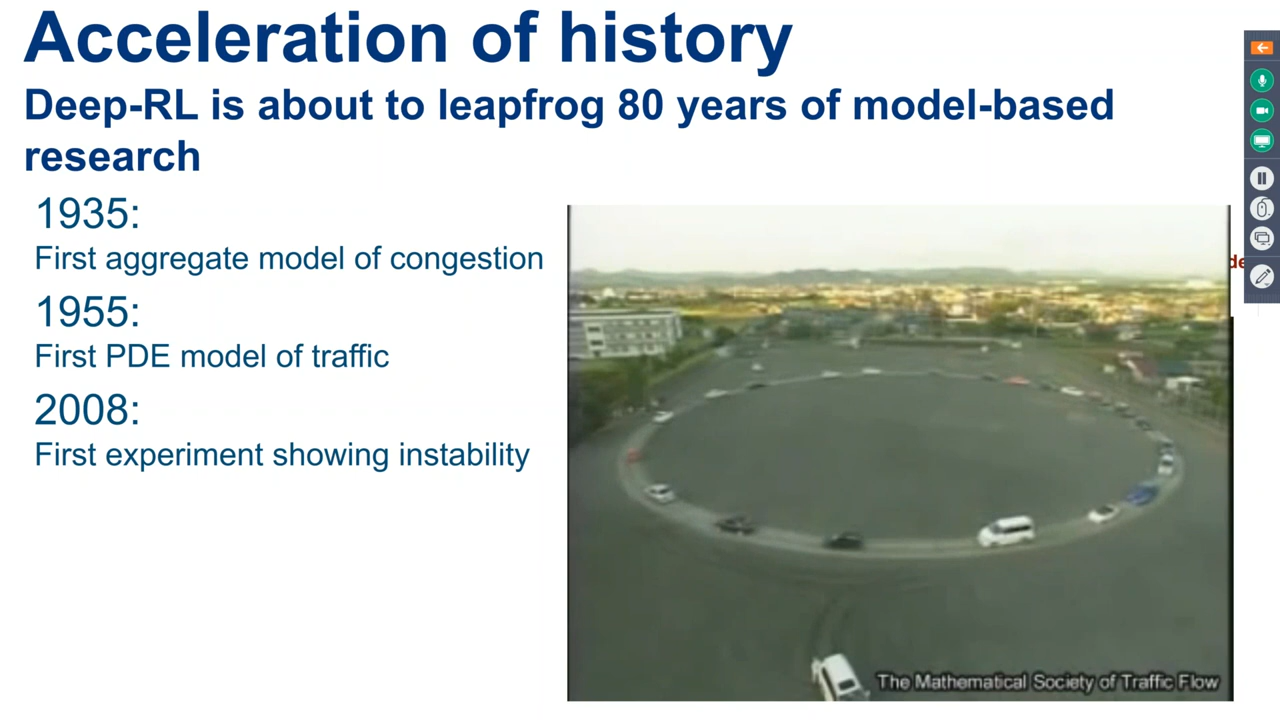 Acceleration of history
Deep-RL is about to leapfrog 80 years of model-based
research
1935:
First aggregate model of congestion
1955:
First PDE model of traffic
2008:
First experiment showing instability
de
The Mathematical Society of Traffic Flow